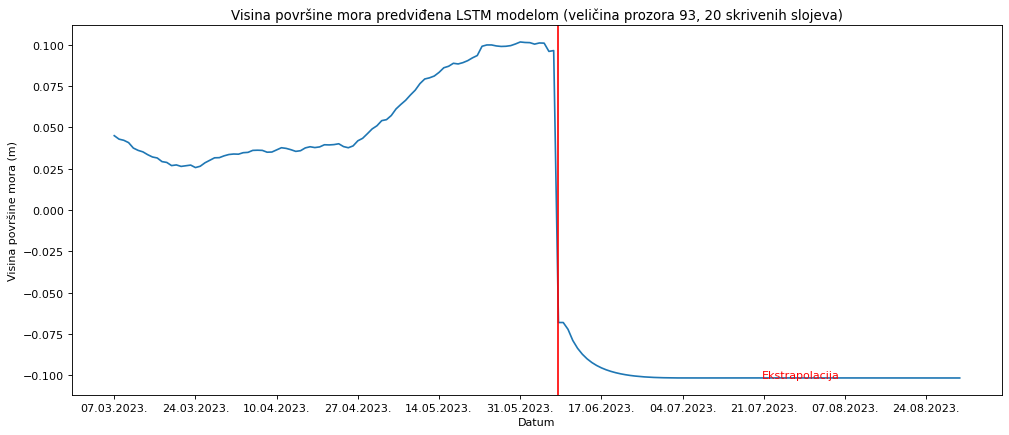 Visina površine mora predviđena LSTM modelom (veličina prozora 93, 20 skrivenih slojeva)
Visina površine mora (m)
0.100
0.075
0.050
0.025
0.000
−0.025
−0.050
−0.075
−0.100
Ekstrapolacija
07.03.2023. 24.03.2023. 10.04.2023. 27.04.2023. 14.05.2023. 31.05.2023. 17.06.2023. 04.07.2023. 21.07.2023. 07.08.2023. 24.08.2023.
Datum